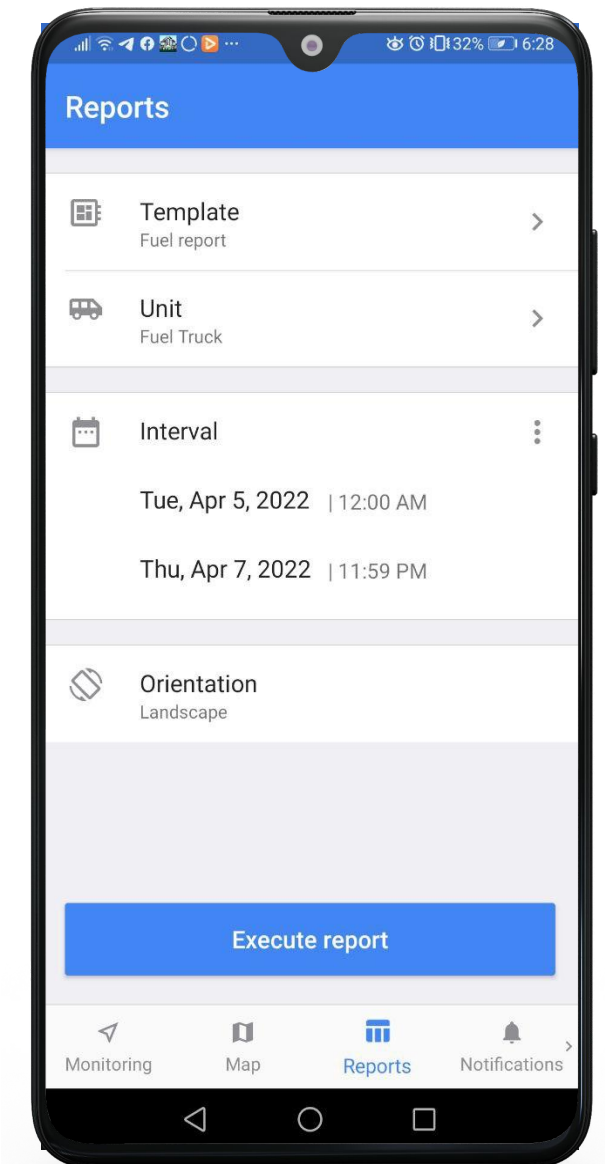 32% 6:28
Reports
Template
Fuel report
Unit
Fuel Truck
Interval
Tue, Apr 5, 2022 | 12:00 AM
Thu, Apr 7, 2022 | 11:59 PM
Orientation
Landscape
Execute report
Monitoring Map Reports Notifications